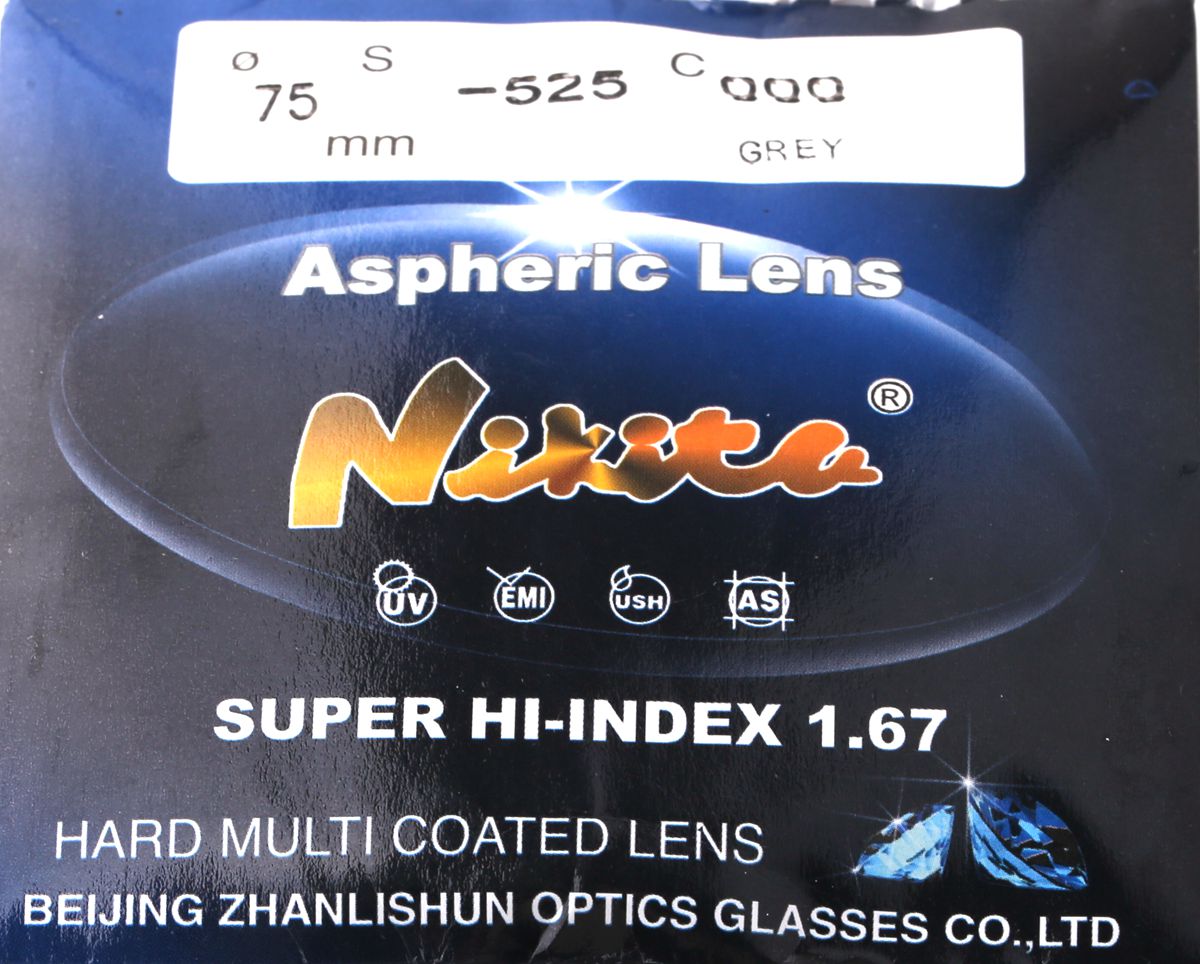 ø S C
75 -525 000
mm GREY
Aspheric Lens
Nikita ®
UV EMI USH AS
SUPER HI-INDEX 1.67
HARD MULTI COATED LENS
BEIJING ZHANLISHUN OPTICS GLASSES CO.,LTD